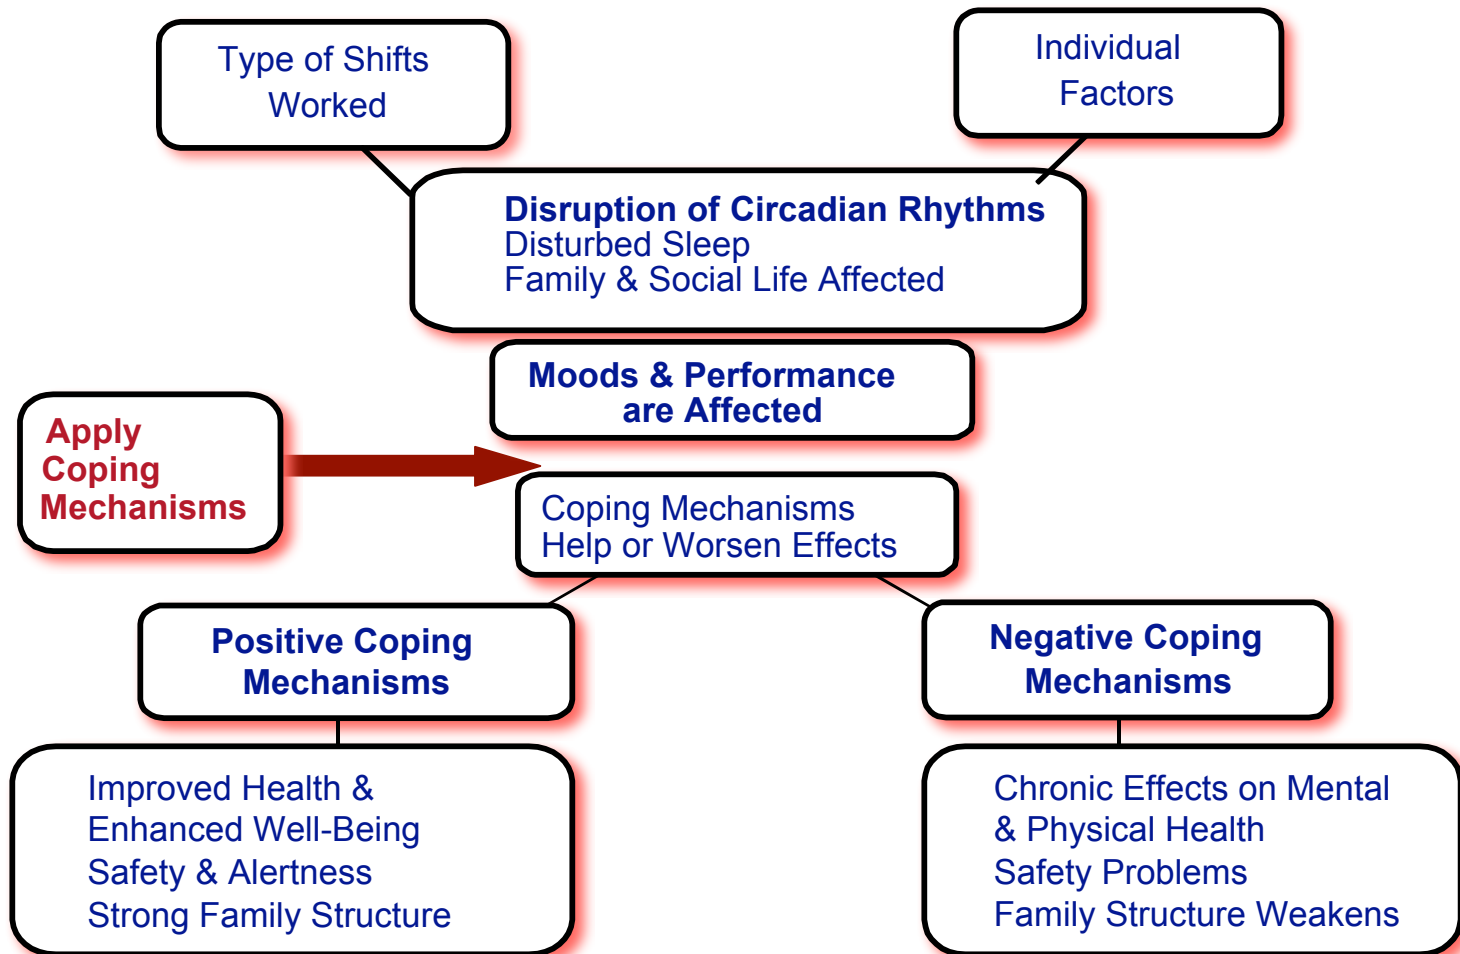 Type of Shifts
Worked
Individual
Factors
Disruption of Circadian Rhythms
Disturbed Sleep
Family & Social Life Affected
Moods & Performance
are Affected
Apply
Coping
Mechanisms
Coping Mechanisms
Help or Worsen Effects
Positive Coping
Mechanisms
Negative Coping
Mechanisms
Improved Health &
Enhanced Well-Being
Safety & Alertness
Strong Family Structure
Chronic Effects on Mental
& Physical Health
Safety Problems
Family Structure Weakens